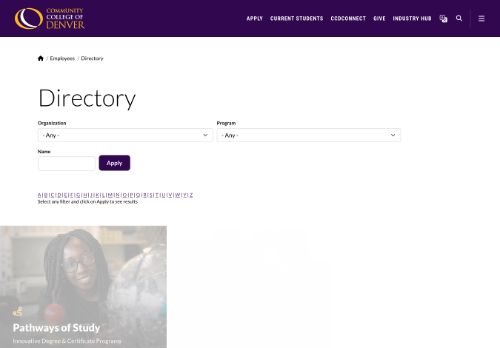 COMMUNITY
COLLEGE OF
DENVER
APPLY CURRENT STUDENTS CCDCONNECT GIVE INDUSTRY HUB
/ Employees / Directory
Directory
Organization Program
- Any - - Any -
Name
Apply
A | B | C | D | E | F | G | H | J | K | L | M | N | O | P | Q | R | S | T | U | V | W | Y | Z
Select any filter and click on Apply to see results
Pathways of Study
Innovative Degree & Certificate Programs